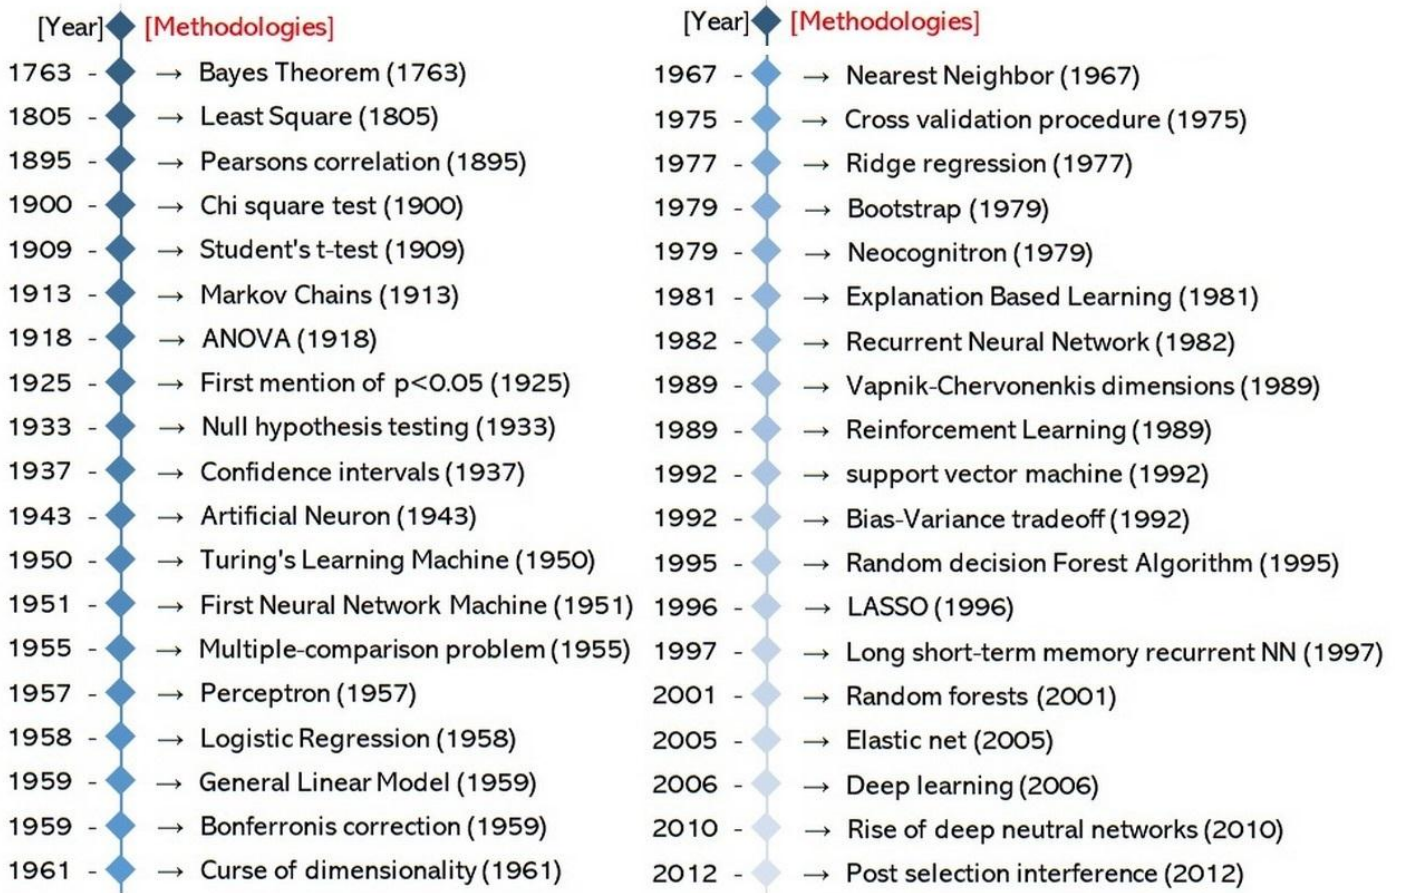 [Year] [Methodologies]
1763 - → Bayes Theorem (1763)
1805 - → Least Square (1805)
1895 - → Pearsons correlation (1895)
1900 - → Chi square test (1900)
1909 - → Student's t-test (1909)
1913 - → Markov Chains (1913)
1918 - → ANOVA (1918)
1925 - → First mention of p<0.05 (1925)
1933 - → Null hypothesis testing (1933)
1937 - → Confidence intervals (1937)
1943 - → Artificial Neuron (1943)
1950 - → Turing's Learning Machine (1950)
1951 - → First Neural Network Machine (1951)
1955 - → Multiple-comparison problem (1955)
1957 - → Perceptron (1957)
1958 - → Logistic Regression (1958)
1959 - → General Linear Model (1959)
1959 - → Bonferronis correction (1959)
1961 - → Curse of dimensionality (1961)
[Year] [Methodologies]
1967 - → Nearest Neighbor (1967)
1975 - → Cross validation procedure (1975)
1977 - → Ridge regression (1977)
1979 - → Bootstrap (1979)
1979 - → Neocognitron (1979)
1981 - → Explanation Based Learning (1981)
1982 - → Recurrent Neural Network (1982)
1989 - → Vapnik-Chervonenkis dimensions (1989)
1989 - → Reinforcement Learning (1989)
1992 - → support vector machine (1992)
1992 - → Bias-Variance tradeoff (1992)
1995 - → Random decision Forest Algorithm (1995)
1996 - → LASSO (1996)
1997 - → Long short-term memory recurrent NN (1997)
2001 - → Random forests (2001)
2005 - → Elastic net (2005)
2006 - → Deep learning (2006)
2010 - → Rise of deep neutral networks (2010)
2012 - → Post selection interference (2012)